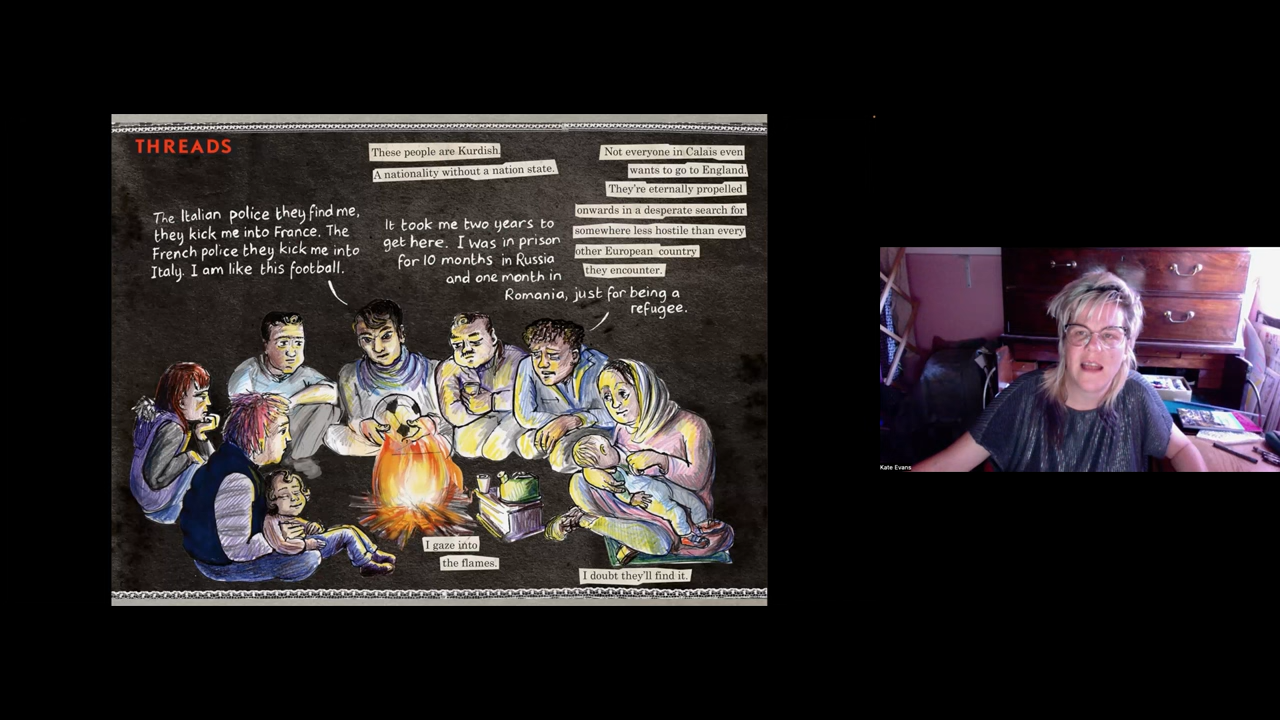 THREADS
These people are Kurdish.
A nationality without a nation state.
Not everyone in Calais even
wants to go to England.
They're eternally propelled
onwards in a desperate search for
somewhere less hostile than every
other European country
they encounter.
The Italian police they find me,
they kick me into France. The
French police they kick me into
Italy. I am like this football.
It took me two years to
get here. I was in prison
for 10 months in Russia
and one month in
Romania, just for being a
refugee.
I gaze into
the flames.
I doubt they'll find it.
Kate Evans